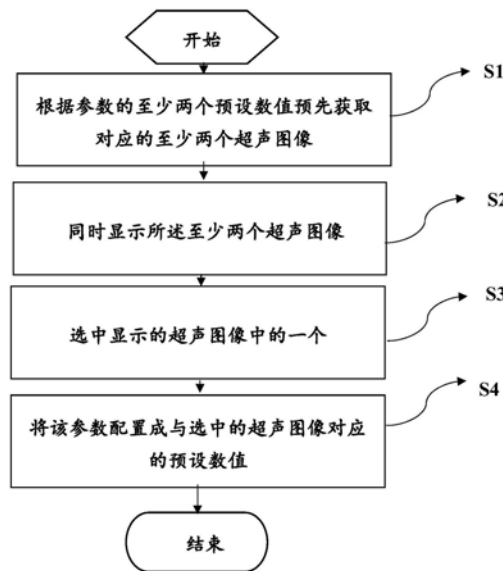 开始
S1
根据参数的至少两个预设数值预先获取
对应的至少两个超声图像
S2
同时显示所述至少两个超声图像
S3
选中显示的超声图像中的一个
S4
将该参数配置成与选中的超声图像对应
的预设数值
结束